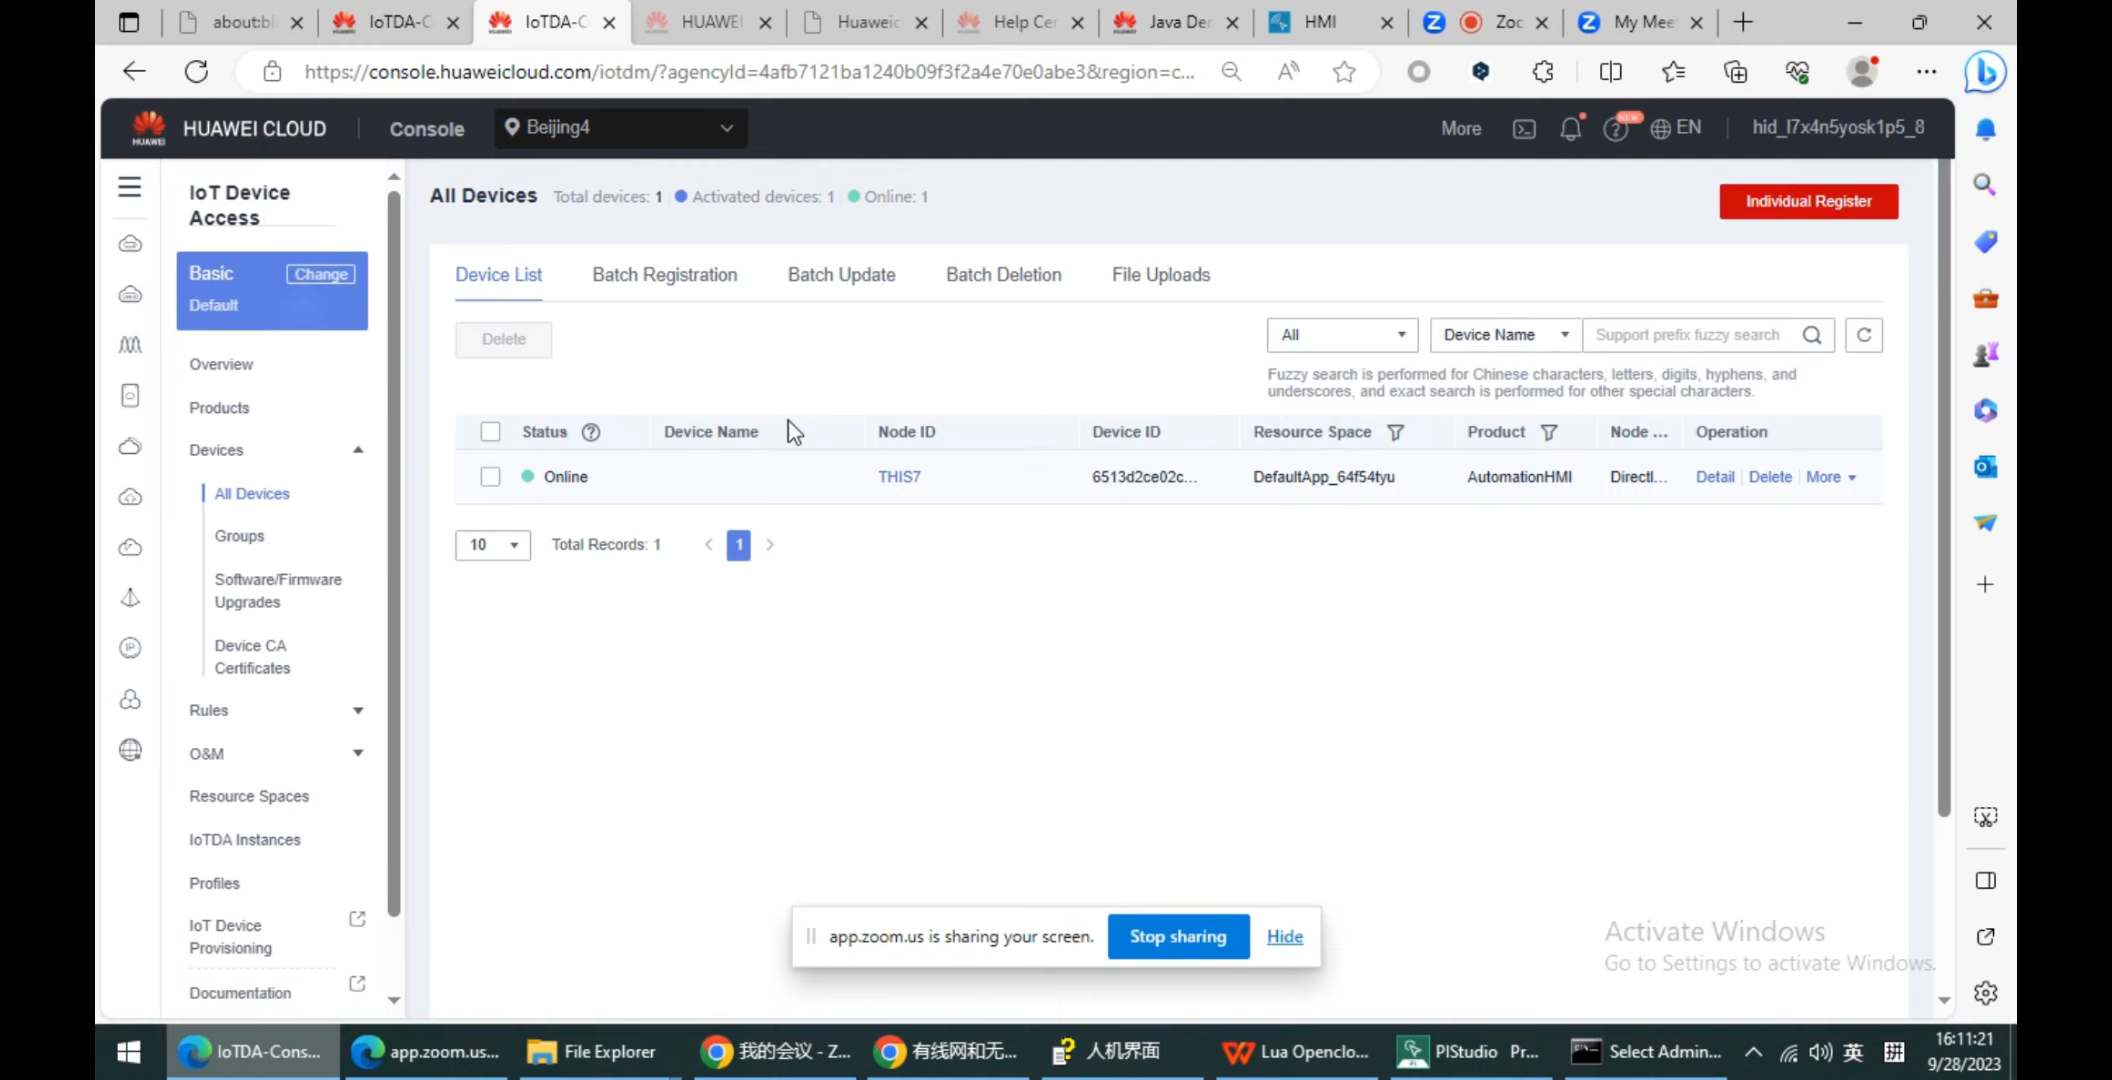 about:bl
IoTDA-C
IoTDA-C
HUAWEI
Huaweic
Help Cer
Java Der
HMI
Zoc
My Mee
https://console.huaweicloud.com/iotdm/?agencyId=4afb7121ba1240b09f3f2a4e70e0abe3&region=c...
HUAWEI
HUAWEI CLOUD
Console
Beijing4
More
NEW
EN
hid_l7x4n5yosk1p5_8
IoT Device
Access
Basic
Change
Default
Overview
Products
Devices
All Devices
Groups
Software/Firmware
Upgrades
Device CA
Certificates
Rules
O&M
Resource Spaces
IoTDA Instances
Profiles
IoT Device
Provisioning
Documentation
All Devices Total devices: 1 Activated devices: 1 Online: 1
Individual Register
Device List Batch Registration Batch Update Batch Deletion File Uploads
Delete
All
Device Name
Support prefix fuzzy search
Fuzzy search is performed for Chinese characters, letters, digits, hyphens, and
underscores, and exact search is performed for other special characters.
Status Device Name Node ID Device ID Resource Space Product Node ... Operation
Online THIS7 6513d2ce02c... DefaultApp_64f54tyu AutomationHMI Directl... Detail Delete More
10 Total Records: 1 < 1 >
app.zoom.us is sharing your screen. Stop sharing Hide
Activate Windows
Go to Settings to activate Windows.
IoTDA-Cons...
app.zoom.us...
File Explorer
我的会议 - Z...
有线网和无...
人机界面
Lua Openclo...
PIStudio Pr...
Select Admin...
英
拼
16:11:21
9/28/2023